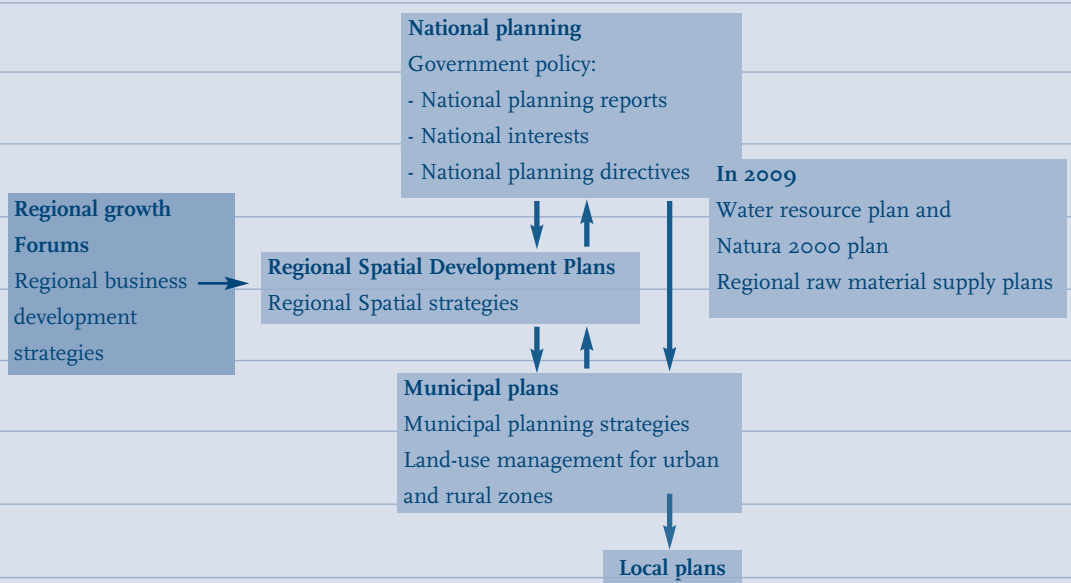 National planning
Government policy:
- National planning reports
- National interests
- National planning directives
In 2009
Water resource plan and
Natura 2000 plan
Regional raw material supply plans
Regional growth
Forums
Regional business
development
strategies
Regional Spatial Development Plans
Regional Spatial strategies
Municipal plans
Municipal planning strategies
Land-use management for urban
and rural zones
Local plans